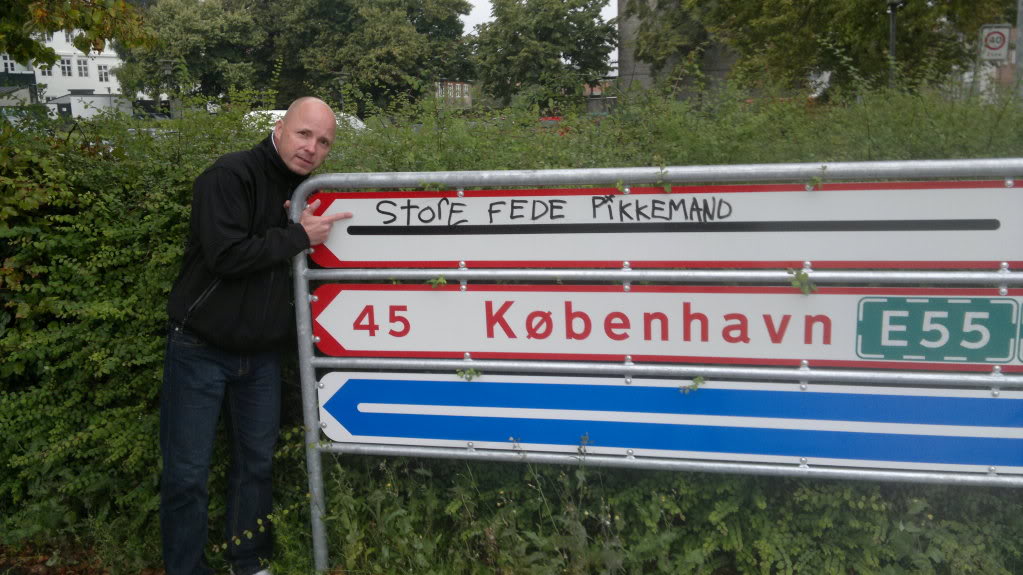 StorE FEDE PiKKEMAND
45 København E55
40